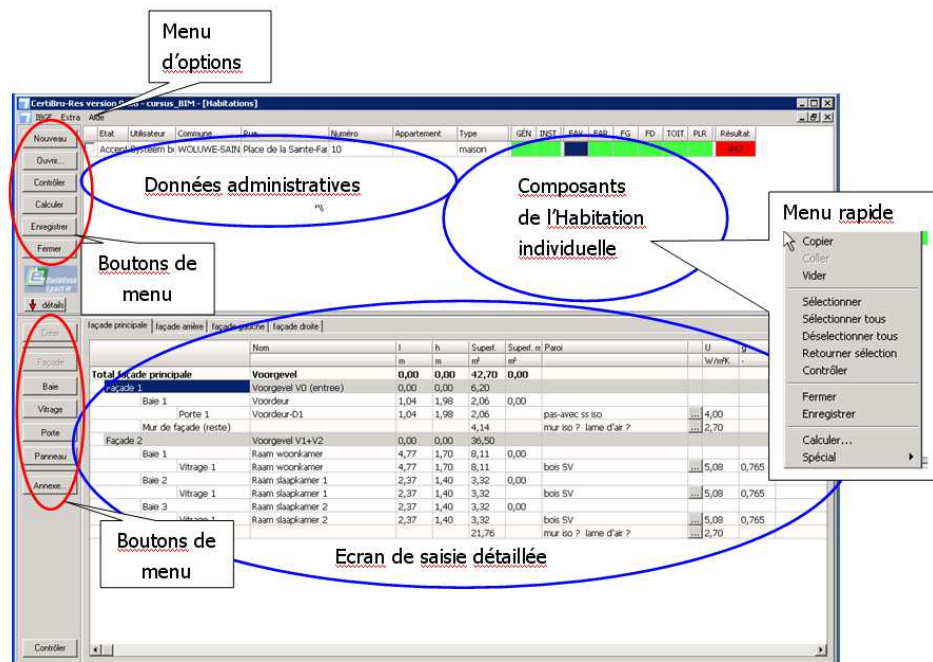 Menu
d'options
CertiBru-Res version - cursus_BIM - [Habitations]
IBGE Extra Aide
Nouveau
Ouvrir...
Contrôler
Calculer
Enregistrer
Fermer
détails
Etat Utilisateur Commune Rue Numéro Appartement Type GÉN INST FAV FAR FG FD TOIT PLR Résultat
Accept Systeem b WOLUWE-SAIN Place de la Sainte-Fam 10 maison 447
Données administratives
Composants
de l'Habitation
individuelle
Boutons de
menu
Menu rapide
Copier
Coller
Vider
Sélectionner
Sélectionner tous
Déselectionner tous
Retourner sélection
Contrôler
Fermer
Enregistrer
Calculer...
Spécial
Créer
Façade
Baie
Vitrage
Porte
Panneau
Annexe...
Contrôler
façade principale façade arrière façade gauche façade droite
Nom l h Superf. Superf. re Paroi U g
m m m² m² W/m²K -
Total façade principale Voorgevel 0,00 0,00 42,70 0,00
Façade 1 Voorgevel V0 (entree) 0,00 0,00 6,20
Baie 1 Voordeur 1,04 1,98 2,06 0,00
Porte 1 Voordeur-D1 1,04 1,98 2,06 pas-avec ss iso ... 4,00
Mur de façade (reste) 4,14 mur iso ? lame d'air ? ... 2,70
Façade 2 Voorgevel V1+V2 0,00 0,00 36,50
Baie 1 Raam woonkamer 4,77 1,70 8,11 0,00
Vitrage 1 Raam woonkamer 4,77 1,70 8,11 bois SV ... 5,08 0,765
Baie 2 Raam slaapkamer 1 2,37 1,40 3,32 0,00
Vitrage 1 Raam slaapkamer 1 2,37 1,40 3,32 bois SV ... 5,08 0,765
Baie 3 Raam slaapkamer 2 2,37 1,40 3,32 0,00
Vitrage 1 Raam slaapkamer 2 2,37 1,40 3,32 bois SV ... 5,08 0,765
21,76 mur iso ? lame d'air ? ... 2,70
Boutons de
menu
Ecran de saisie détaillée